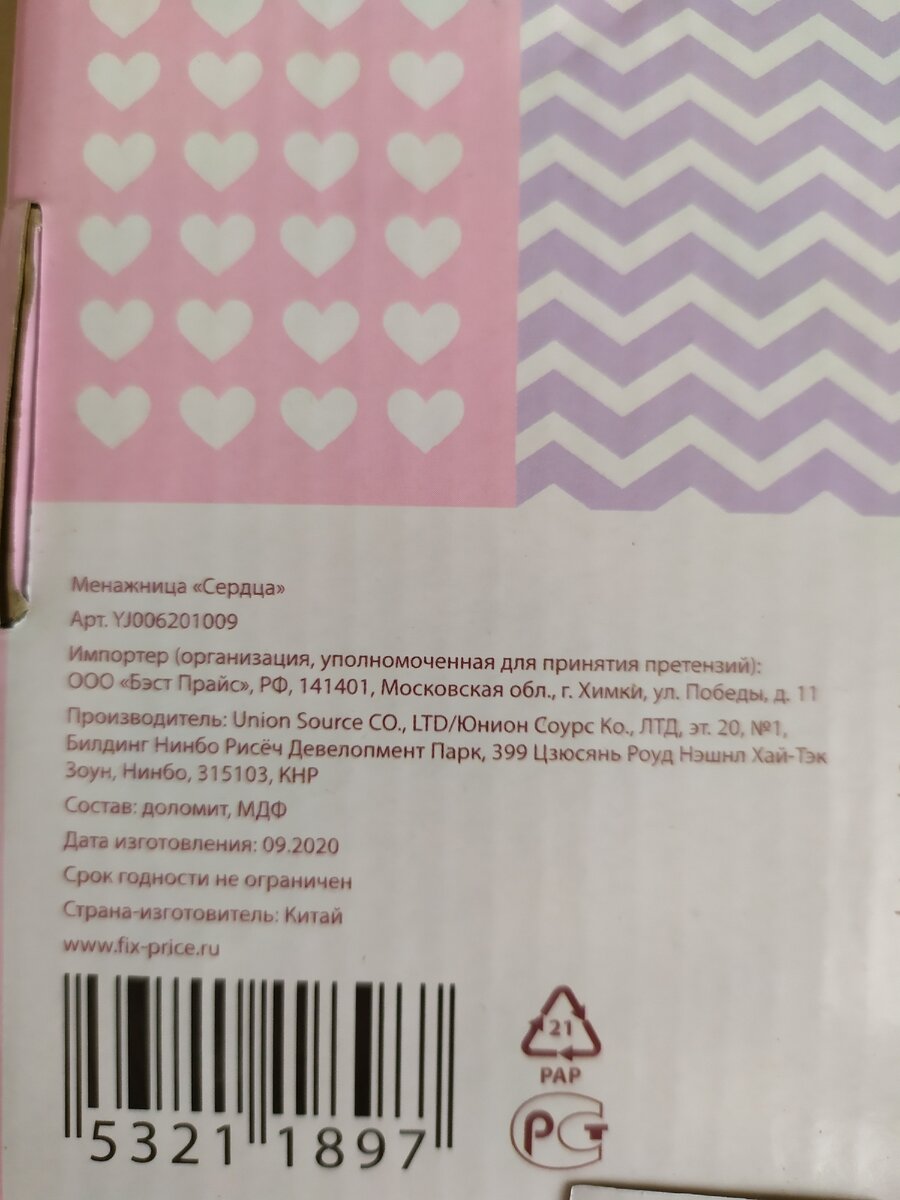 Менажница «Сердца»
Арт. YJ006201009
Импортер (организация, уполномоченная для принятия претензий):
ООО «Бэст Прайс», РФ, 141401, Московская обл., г. Химки, ул. Победы, д. 11
Производитель: Union Source CO., LTD/Юнион Соурс Ко., ЛТД, эт. 20, №1,
Билдинг Нинбо Рисёч Девелопмент Парк, 399 Цзюсянь Роуд Нэшнл Хай-Тэк
Зоун, Нинбо, 315103, КНР
Состав: доломит, МДФ
Дата изготовления: 09.2020
Срок годности не ограничен
Страна-изготовитель: Китай
www.fix-price.ru
5321 1897
21
PAP
РСТ